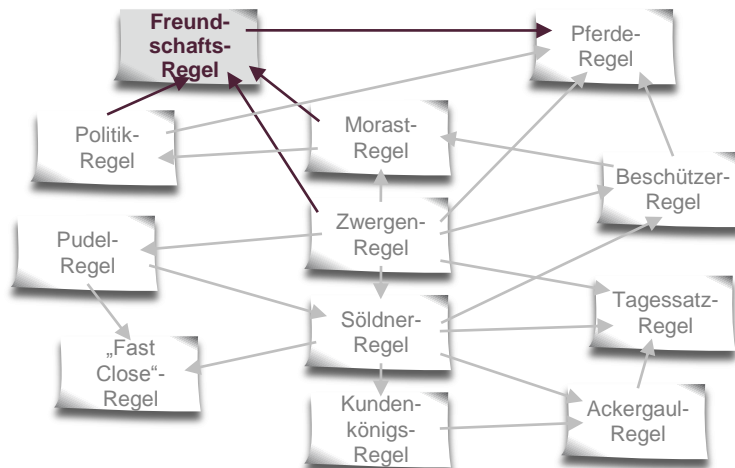 Freund-
schafts-
Regel
Pferde-
Regel
Politik-
Regel
Morast-
Regel
Beschützer-
Regel
Pudel-
Regel
Zwergen-
Regel
Tagessatz-
Regel
Söldner-
Regel
„Fast
Close“-
Regel
Kunden-
königs-
Regel
Ackergaul-
Regel